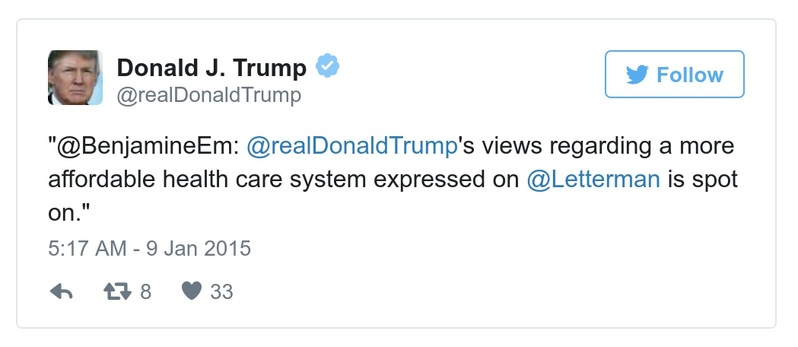 Donald J. Trump
@realDonaldTrump
Follow
"@BenjamineEm: @realDonaldTrump's views regarding a more
affordable health care system expressed on @Letterman is spot
on."
5:17 AM - 9 Jan 2015
8 33